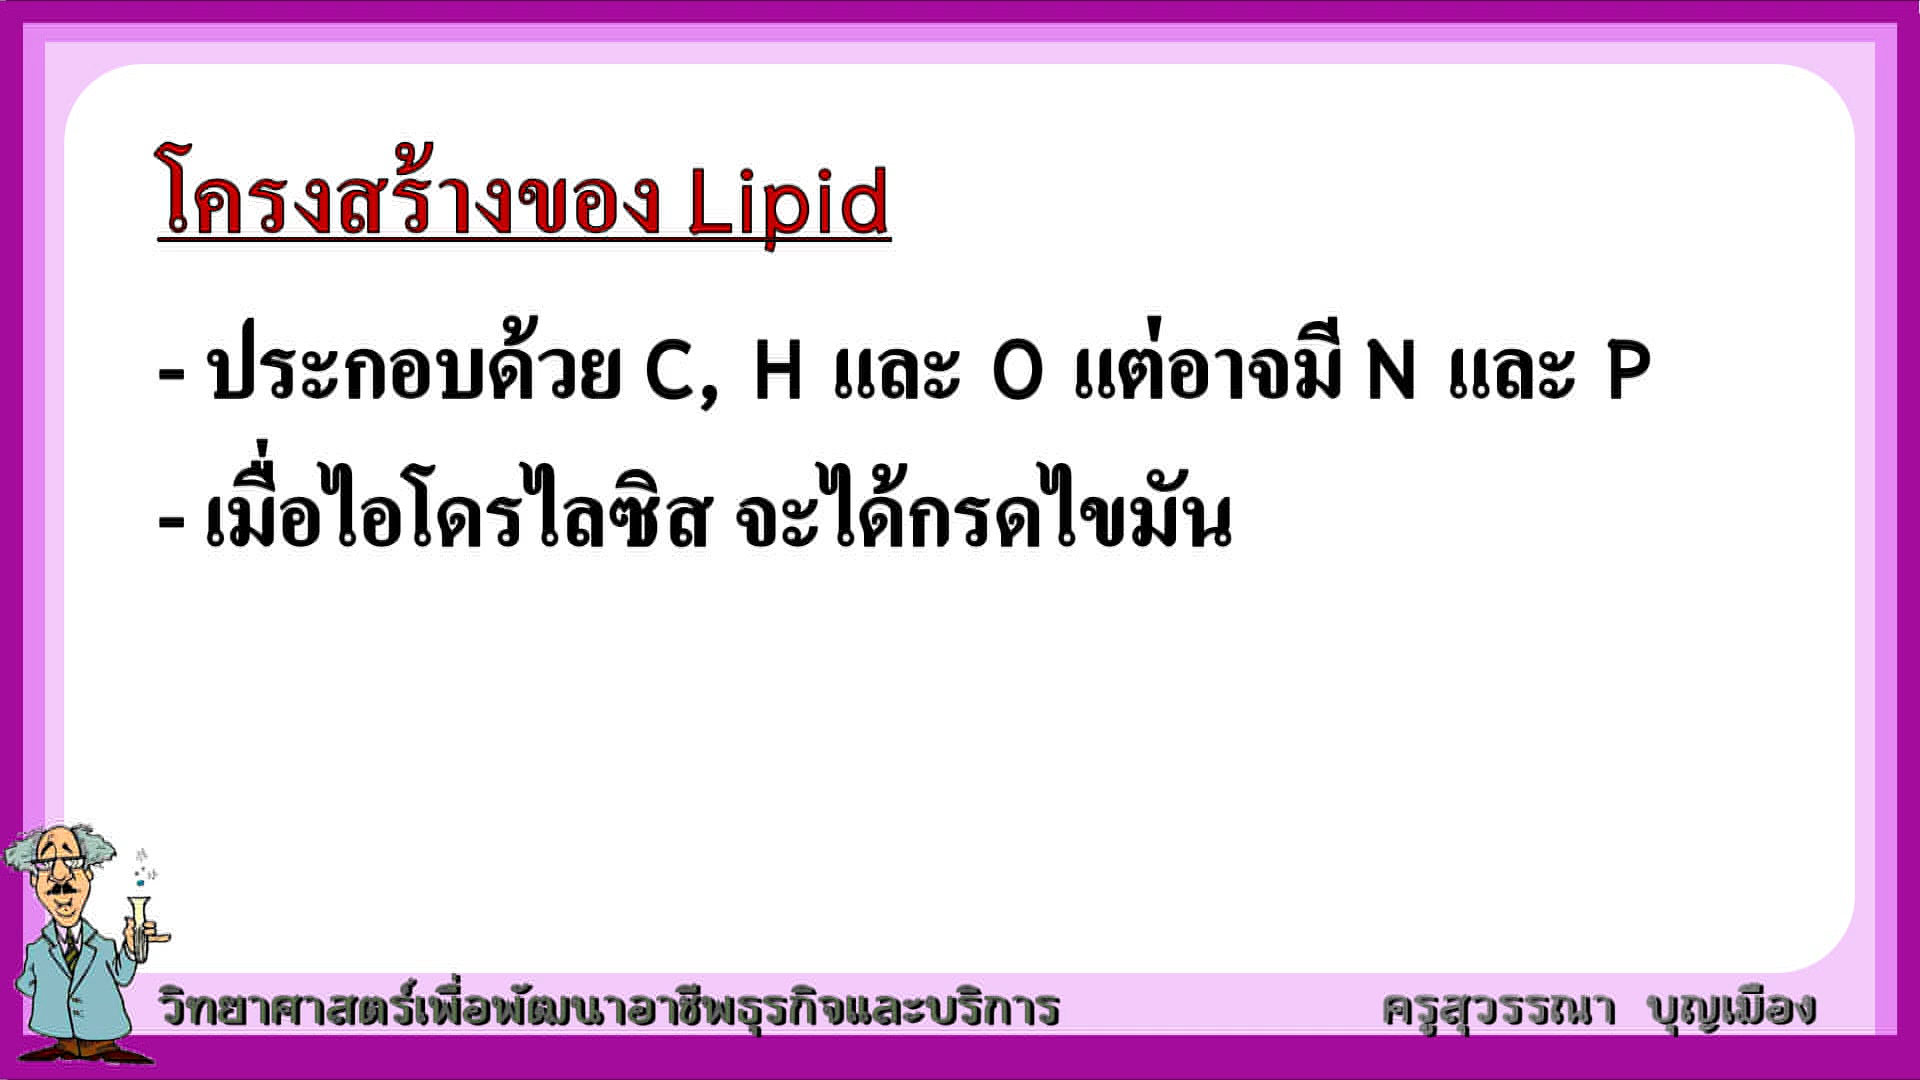 โครงสร้างของ Lipid
- ประกอบด้วย C, H และ O แต่อาจมี N และ P
- เมื่อไอโดรไลซิส จะได้กรดไขมัน
วิทยาศาสตร์เพื่อพัฒนาอาชีพธุรกิจและบริการ ครูสุวรรณา บุญเมือง